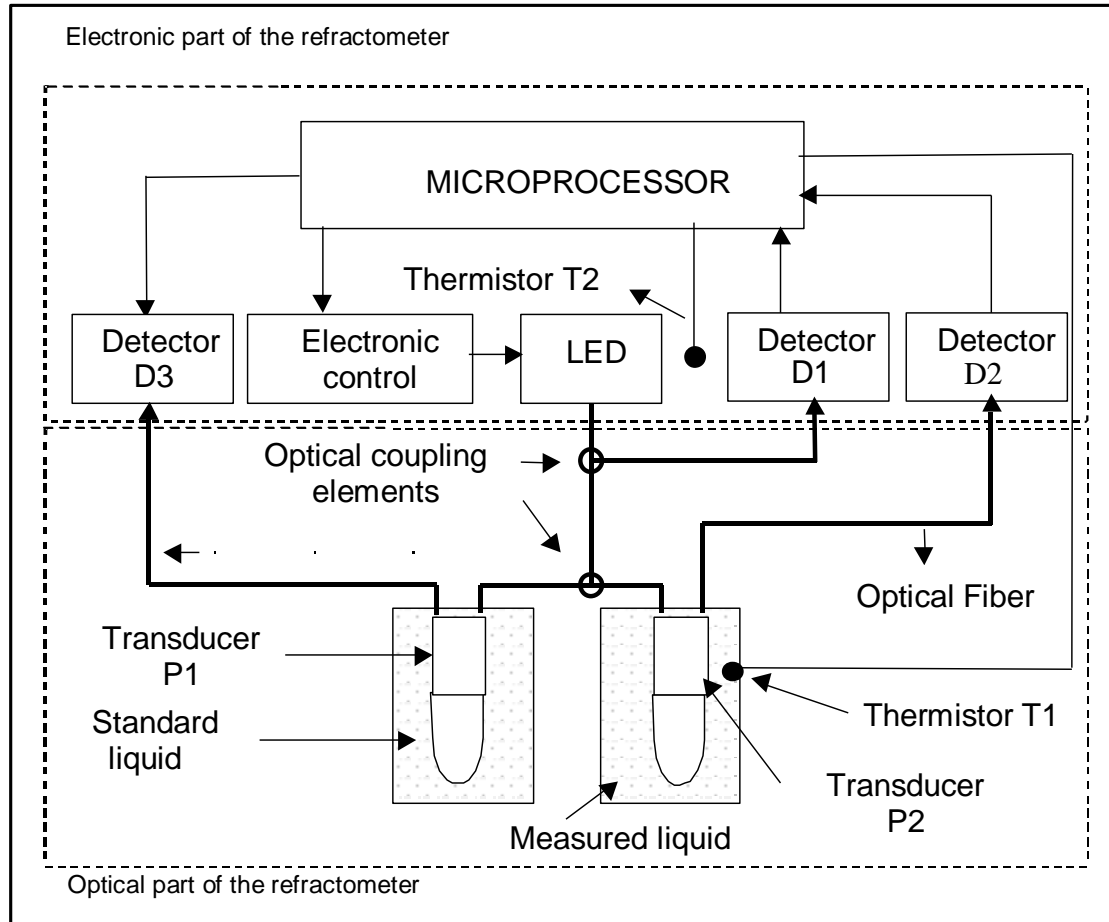 Electronic part of the refractometer
MICROPROCESSOR
Thermistor T2
Detector
D3
Electronic
control
LED
Detector
D1
Detector
D2
Optical coupling
elements
Optical Fiber
Transducer
P1
Standard
liquid
Thermistor T1
Transducer
P2
Measured liquid
Optical part of the refractometer